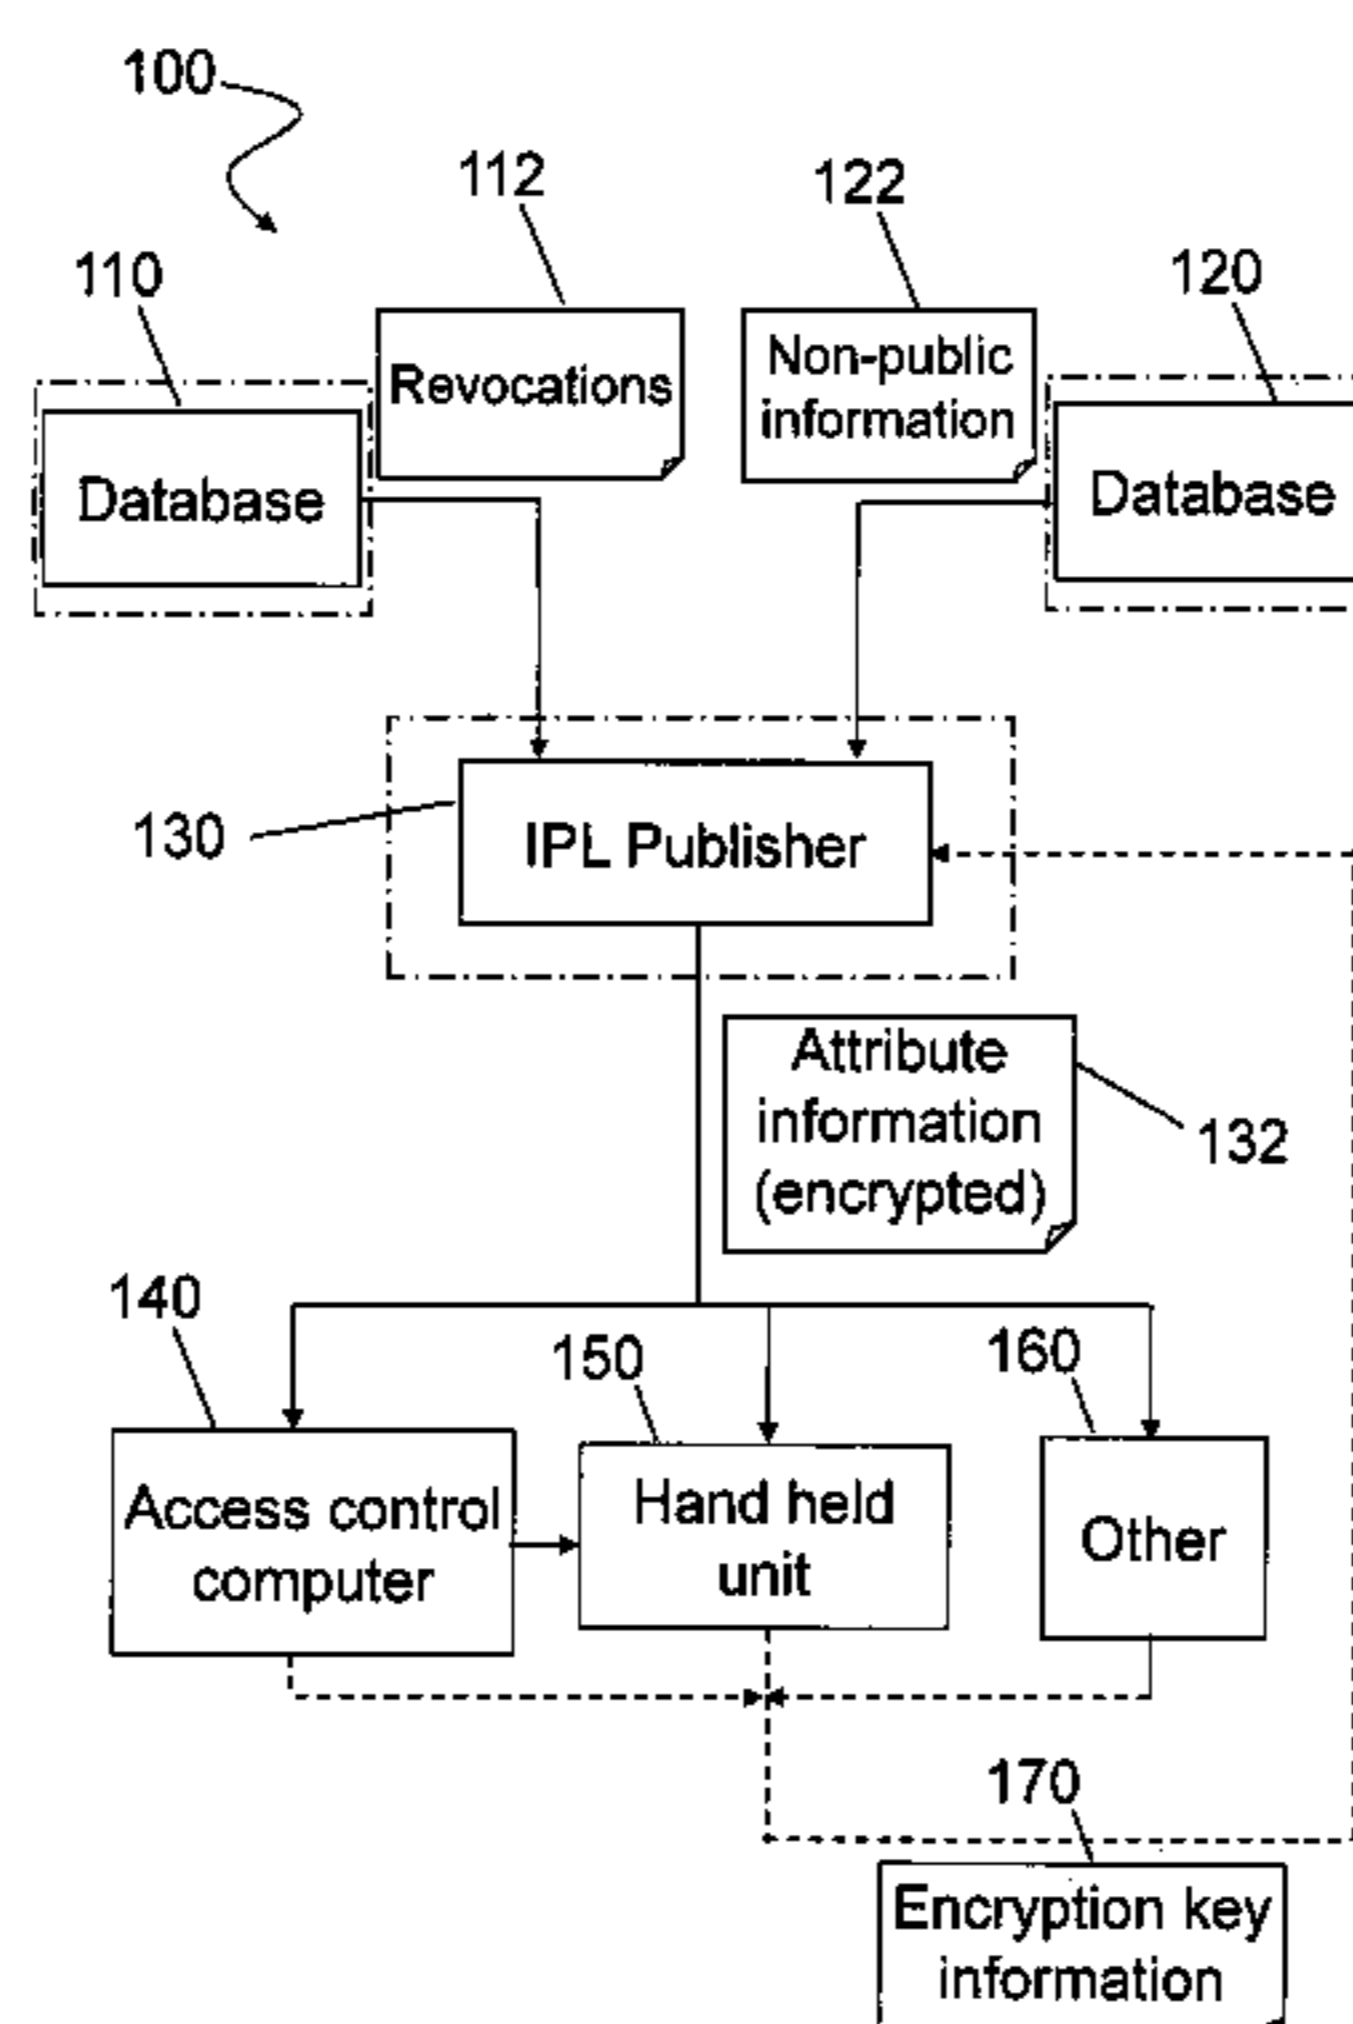 100
112
122
110
120
Revocations
Non-public
information
Database
Database
130
IPL Publisher
Attribute
information
(encrypted)
132
140
150
160
Access control
computer
Hand held
unit
Other
170
Encryption key
information